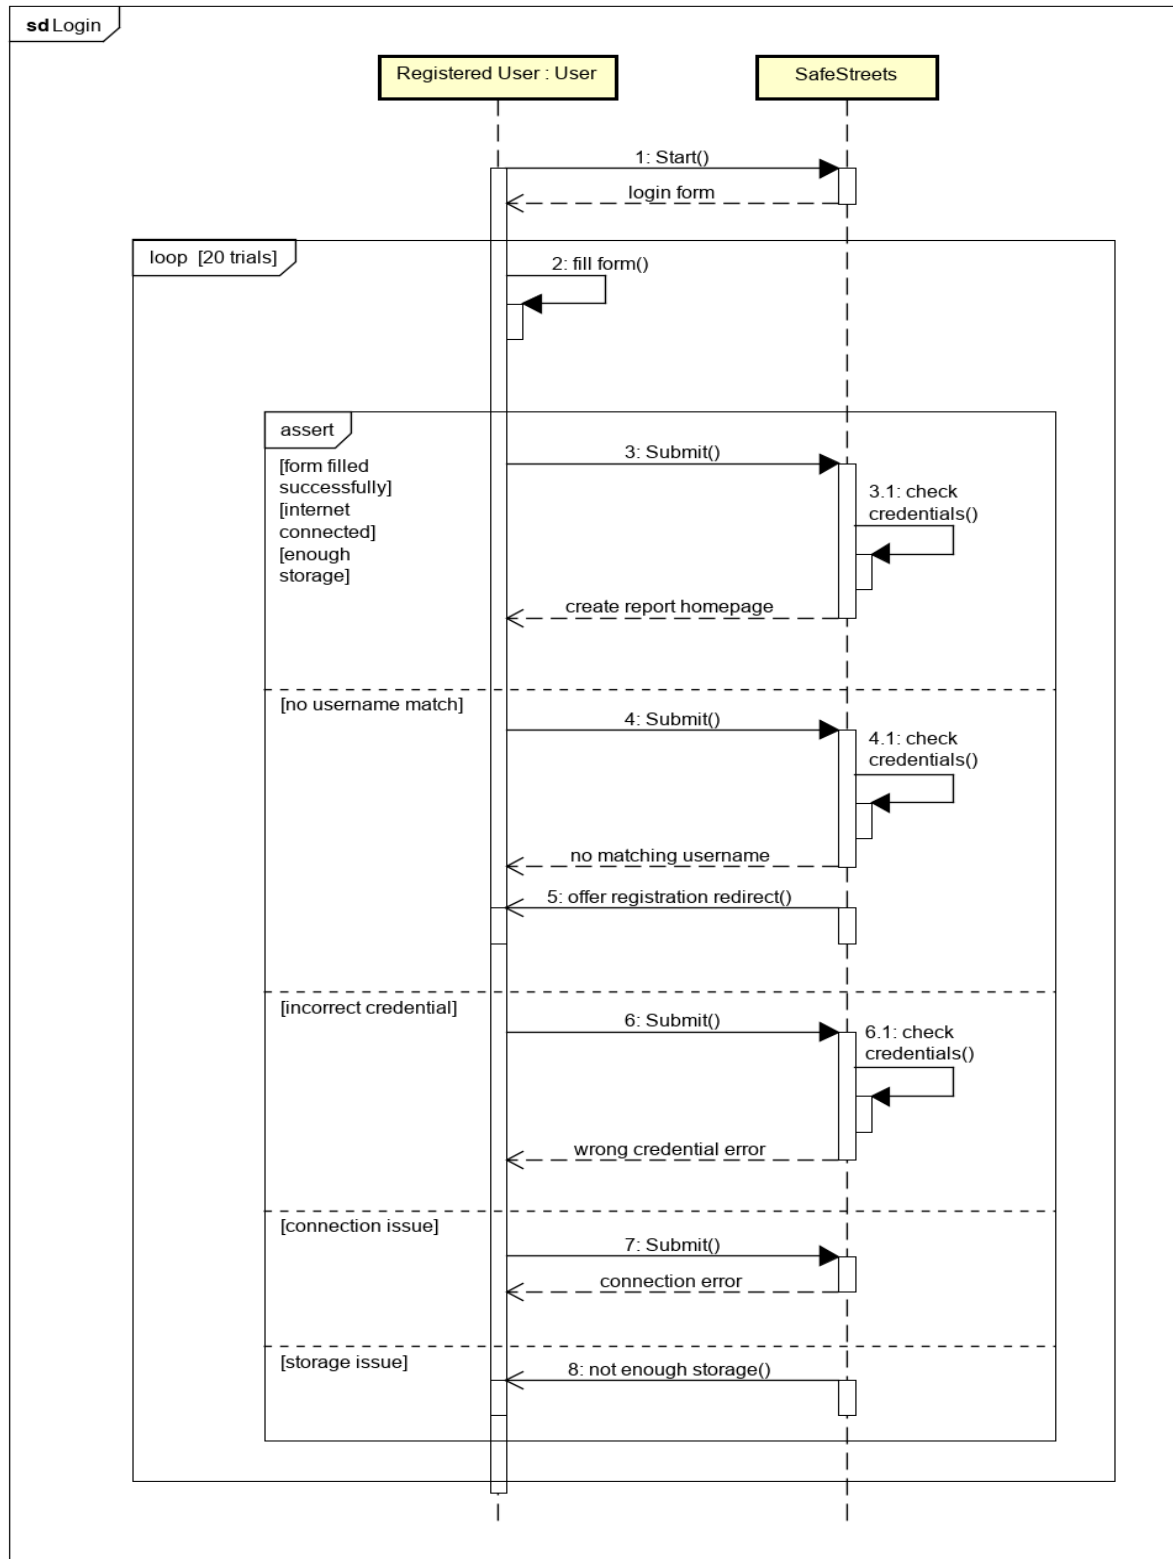 sd Login
Registered User : User
SafeStreets
1: Start()
login form
loop [20 trials]
2: fill form()
assert
[form filled
successfully]
[internet
connected]
[enough
storage]
3: Submit()
3.1: check
credentials()
create report homepage
[no username match]
4: Submit()
4.1: check
credentials()
no matching username
5: offer registration redirect()
[incorrect credential]
6: Submit()
6.1: check
credentials()
wrong credential error
[connection issue]
7: Submit()
connection error
[storage issue]
8: not enough storage()